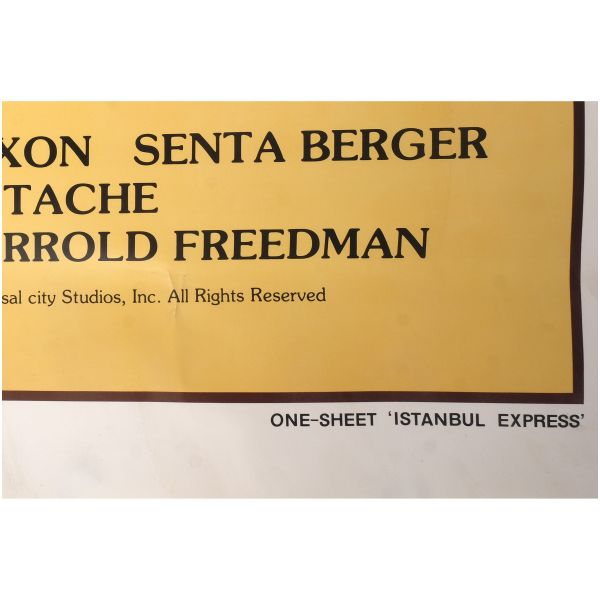 XON SENTA BERGER
TACHE
RROLD FREEDMAN
sal city Studios, Inc. All Rights Reserved
ONE-SHEET ‘ISTANBUL EXPRESS’